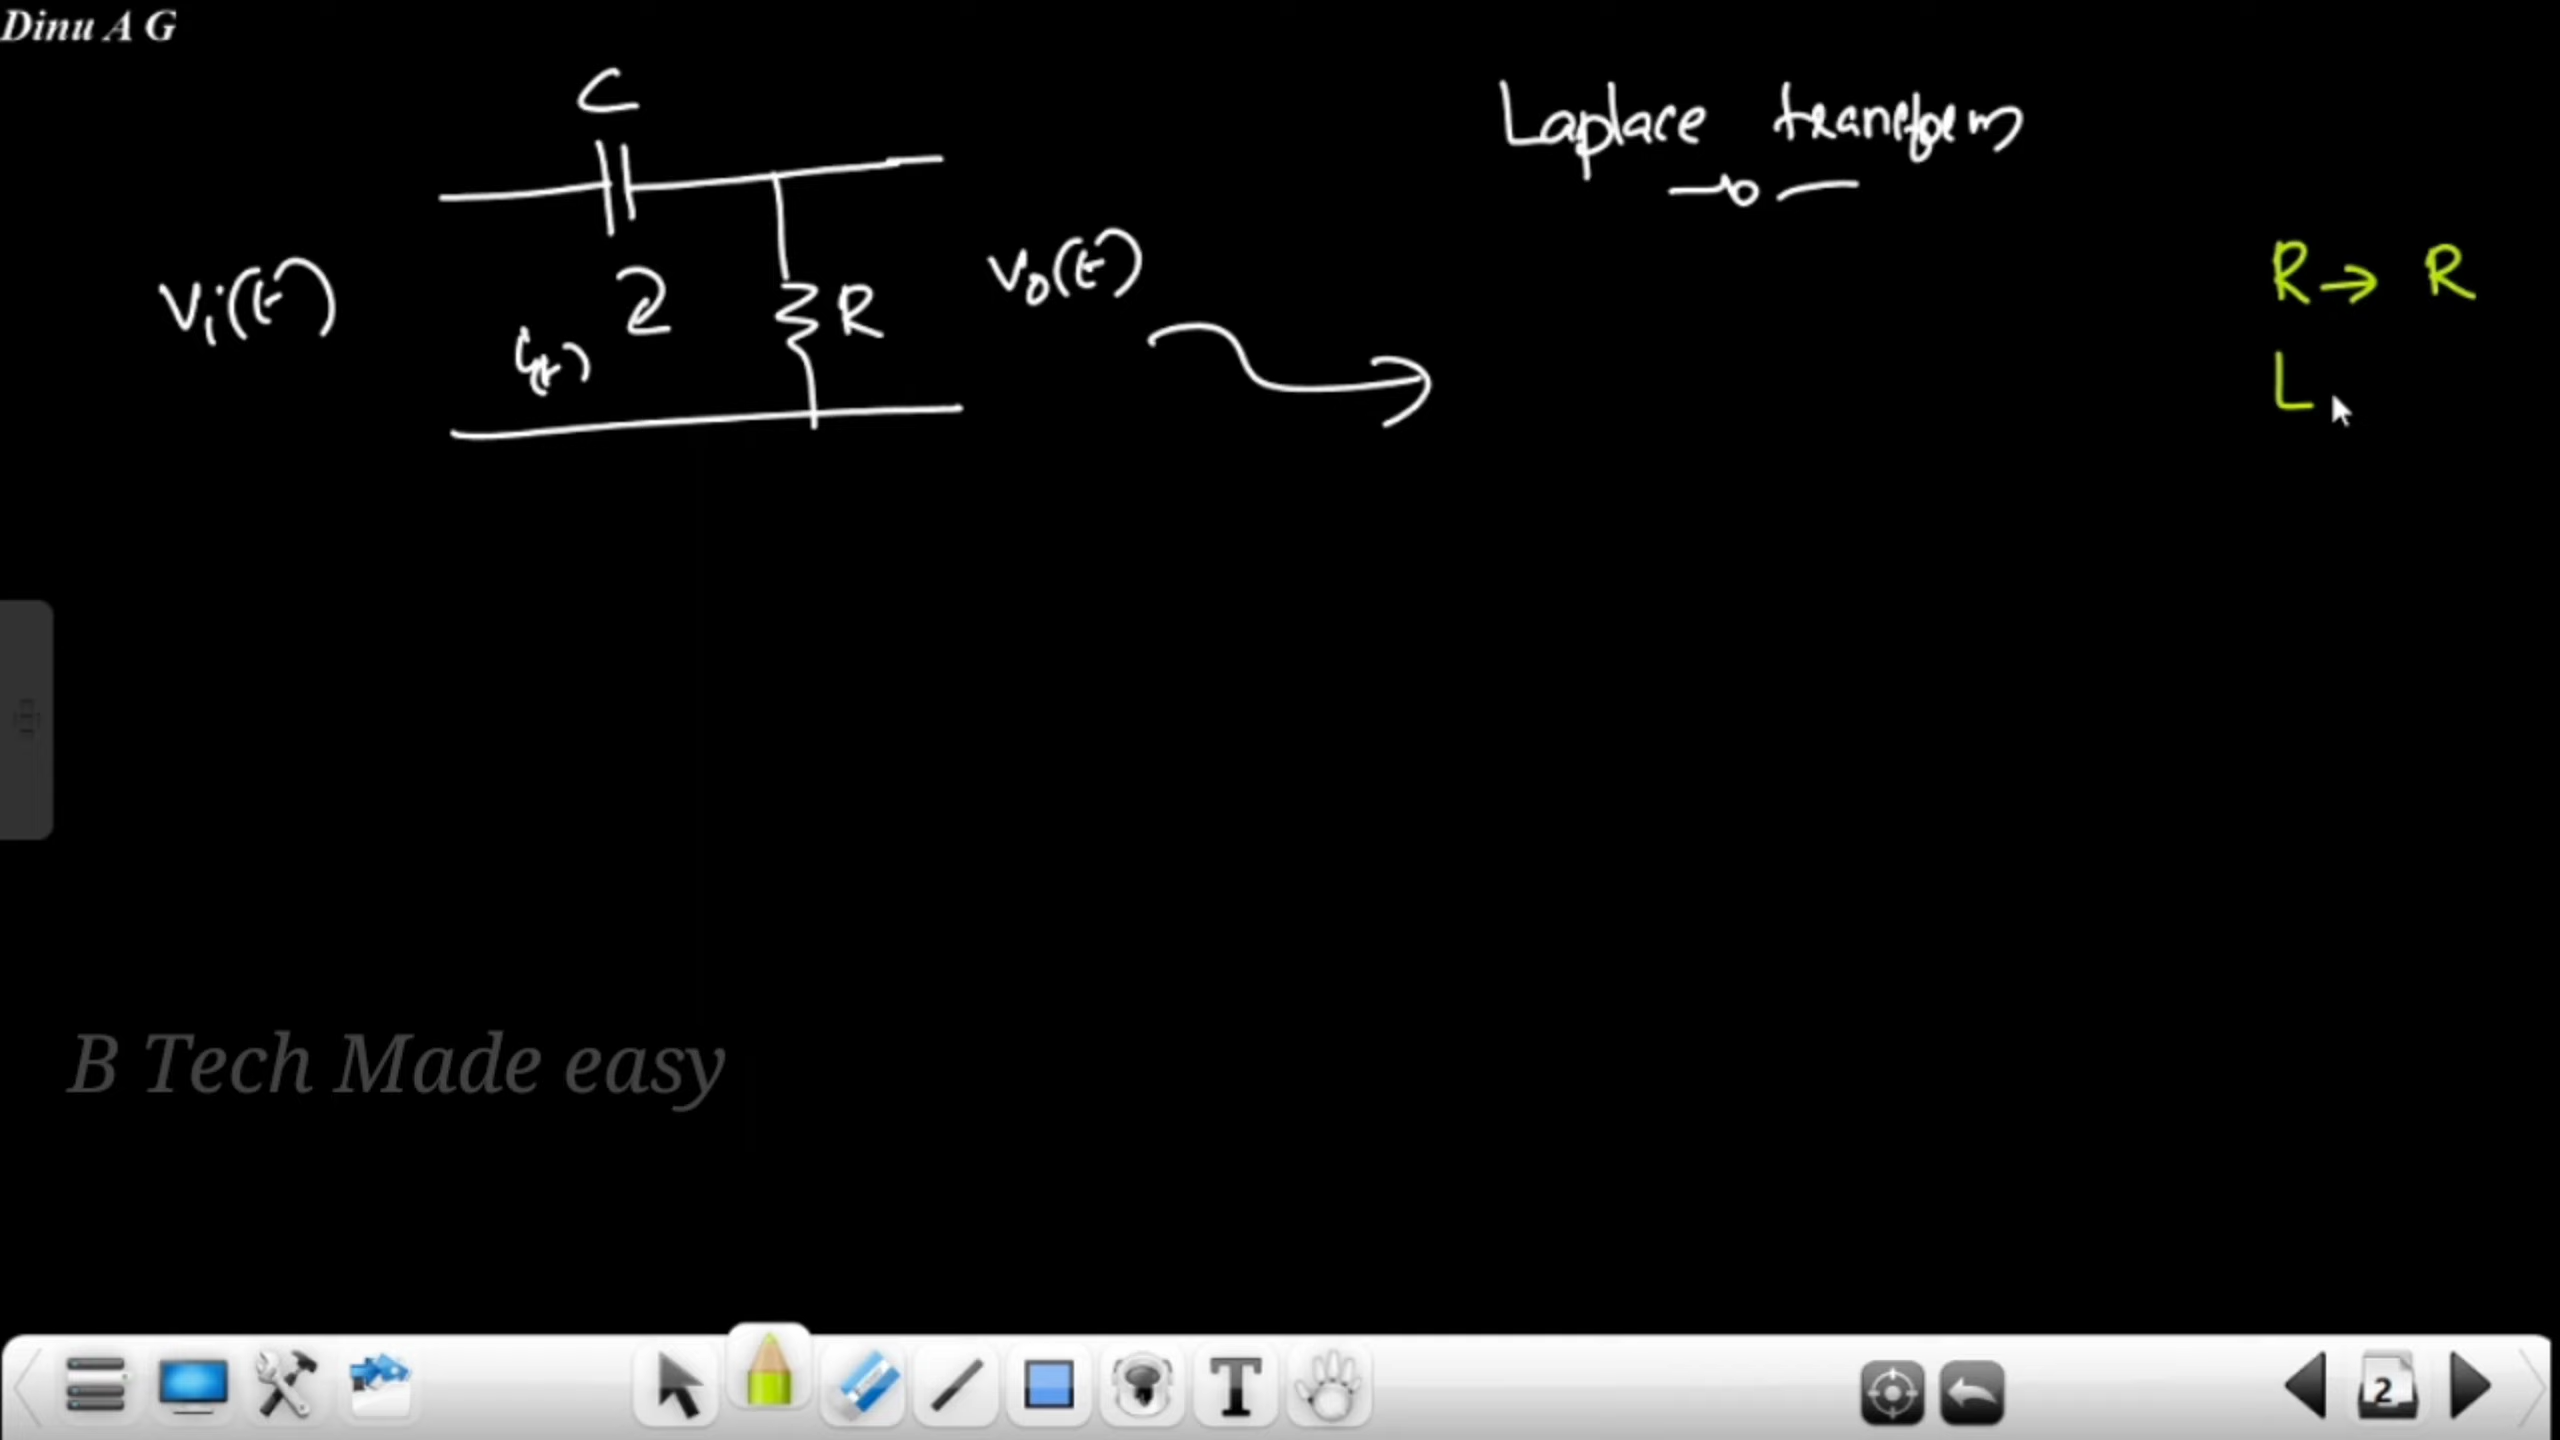 Dinu A G
C
Laplace transform
Vi(t)
i(t)
R
Vo(t)
R → R
L
B Tech Made easy
2